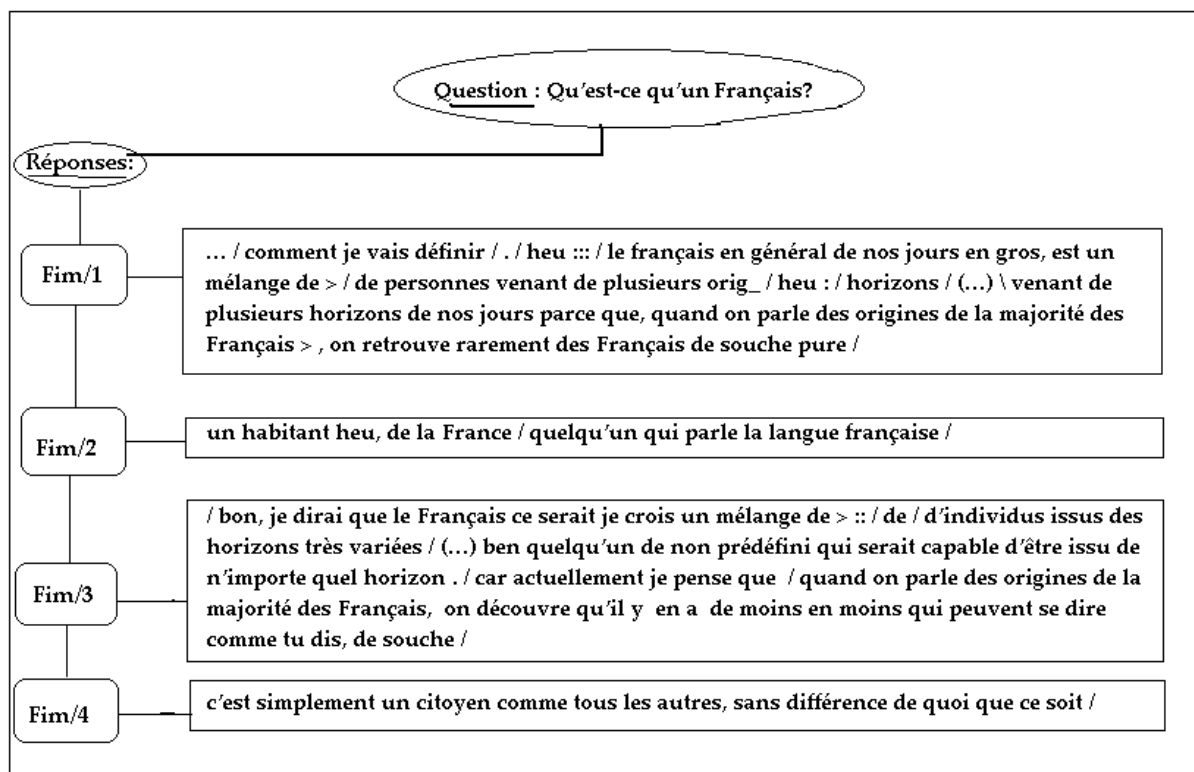 Question : Qu'est-ce qu'un Français?
Réponses:
Fim/1
... / comment je vais définir / . / heu ::: / le français en général de nos jours en gros, est un
mélange de > / de personnes venant de plusieurs orig_ / heu : / horizons / (...) \ venant de
plusieurs horizons de nos jours parce que, quand on parle des origines de la majorité des
Français > , on retrouve rarement des Français de souche pure /
Fim/2
un habitant heu, de la France / quelqu'un qui parle la langue française /
Fim/3
/ bon, je dirai que le Français ce serait je crois un mélange de > :: / de / d'individus issus des
horizons très variées / (...) ben quelqu'un de non prédéfini qui serait capable d'être issu de
n'importe quel horizon . / car actuellement je pense que / quand on parle des origines de la
majorité des Français, on découvre qu'il y en a de moins en moins qui peuvent se dire
comme tu dis, de souche /
Fim/4
c'est simplement un citoyen comme tous les autres, sans différence de quoi que ce soit /